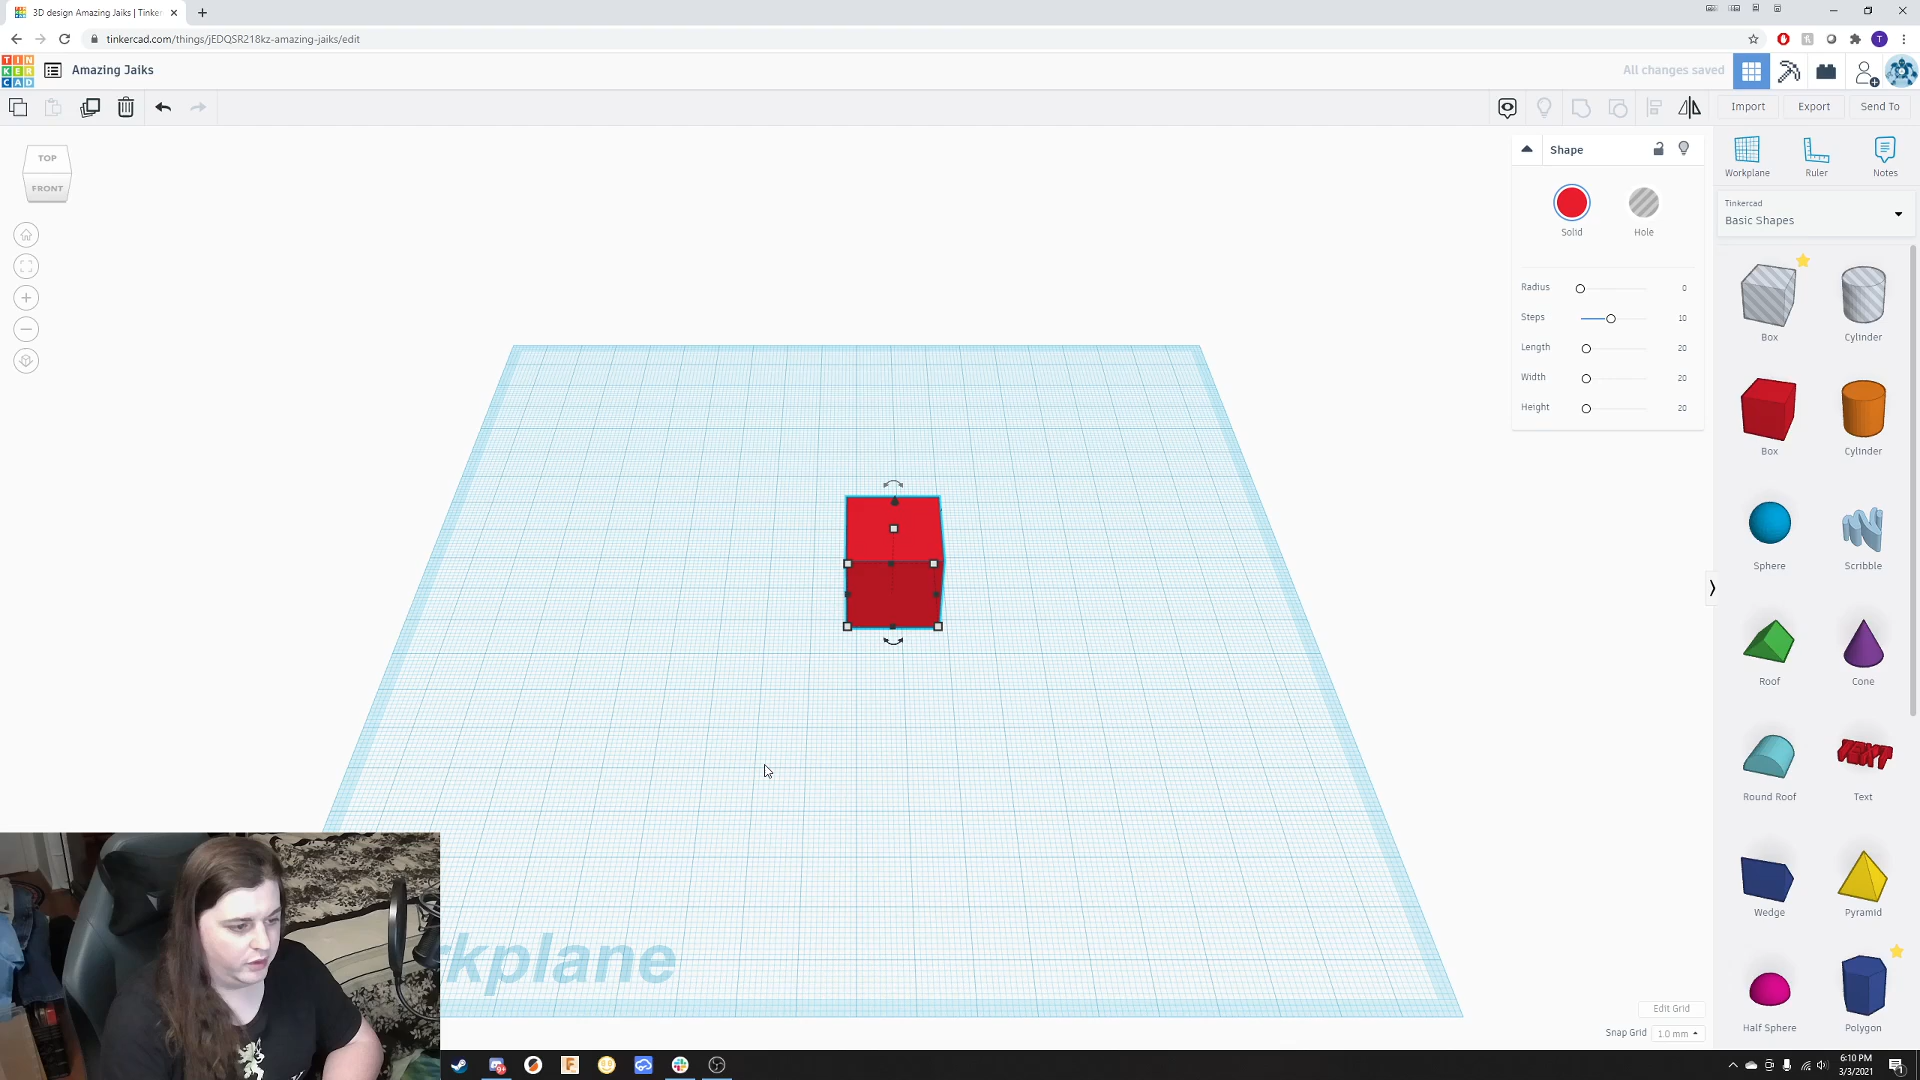 3D design Amazing Jaiks | Tinker
tinkercad.com/things/jEDQSR218kz-amazing-jaiks/edit
T
TIN
KER
CAD
Amazing Jaiks
All changes saved
Import
Export
Send To
TOP
FRONT
Shape
Solid
Hole
Radius 0
Steps 10
Length 20
Width 20
Height 20
Workplane
Ruler
Notes
Tinkercad
Basic Shapes
Box
Cylinder
Box
Cylinder
Sphere
Scribble
Roof
Cone
Round Roof
TEXT
Text
Wedge
Pyramid
Half Sphere
Polygon
rkplane
Edit Grid
Snap Grid 1.0 mm
6:10 PM
3/3/2021